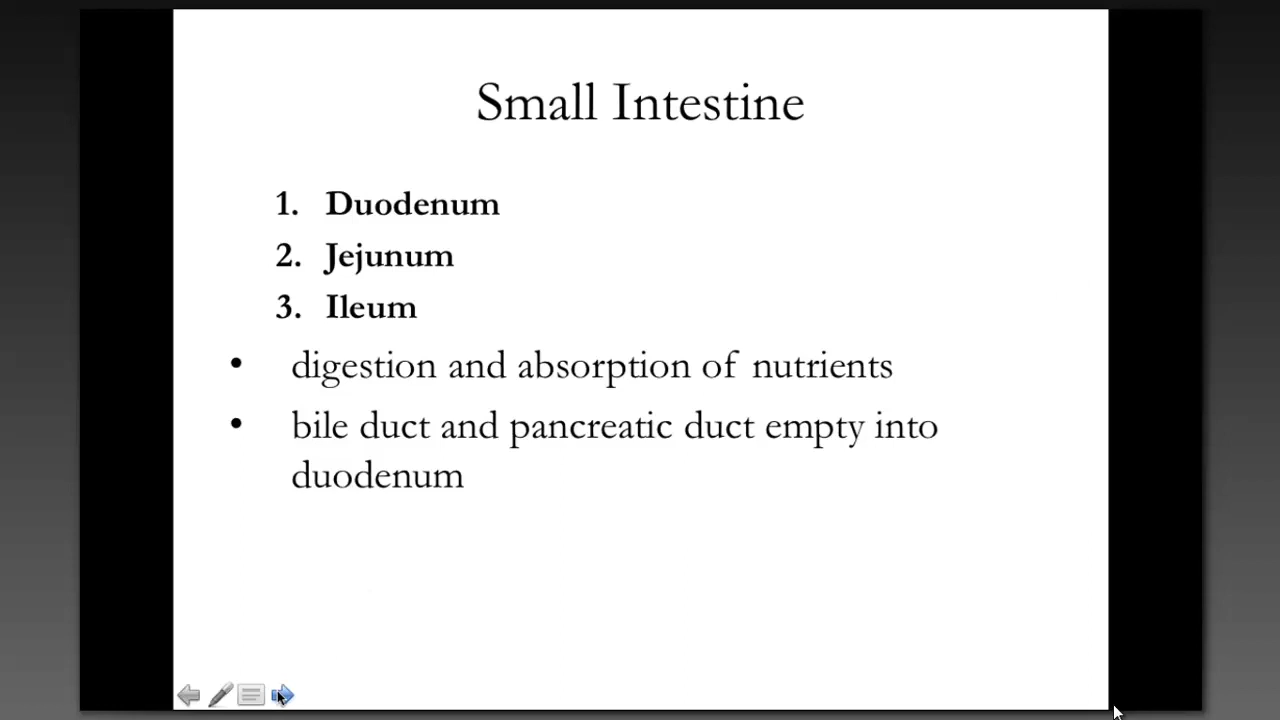 Small Intestine
1. Duodenum
2. Jejunum
3. Ileum
• digestion and absorption of nutrients
• bile duct and pancreatic duct empty into
duodenum